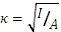 κ = √(I/A)